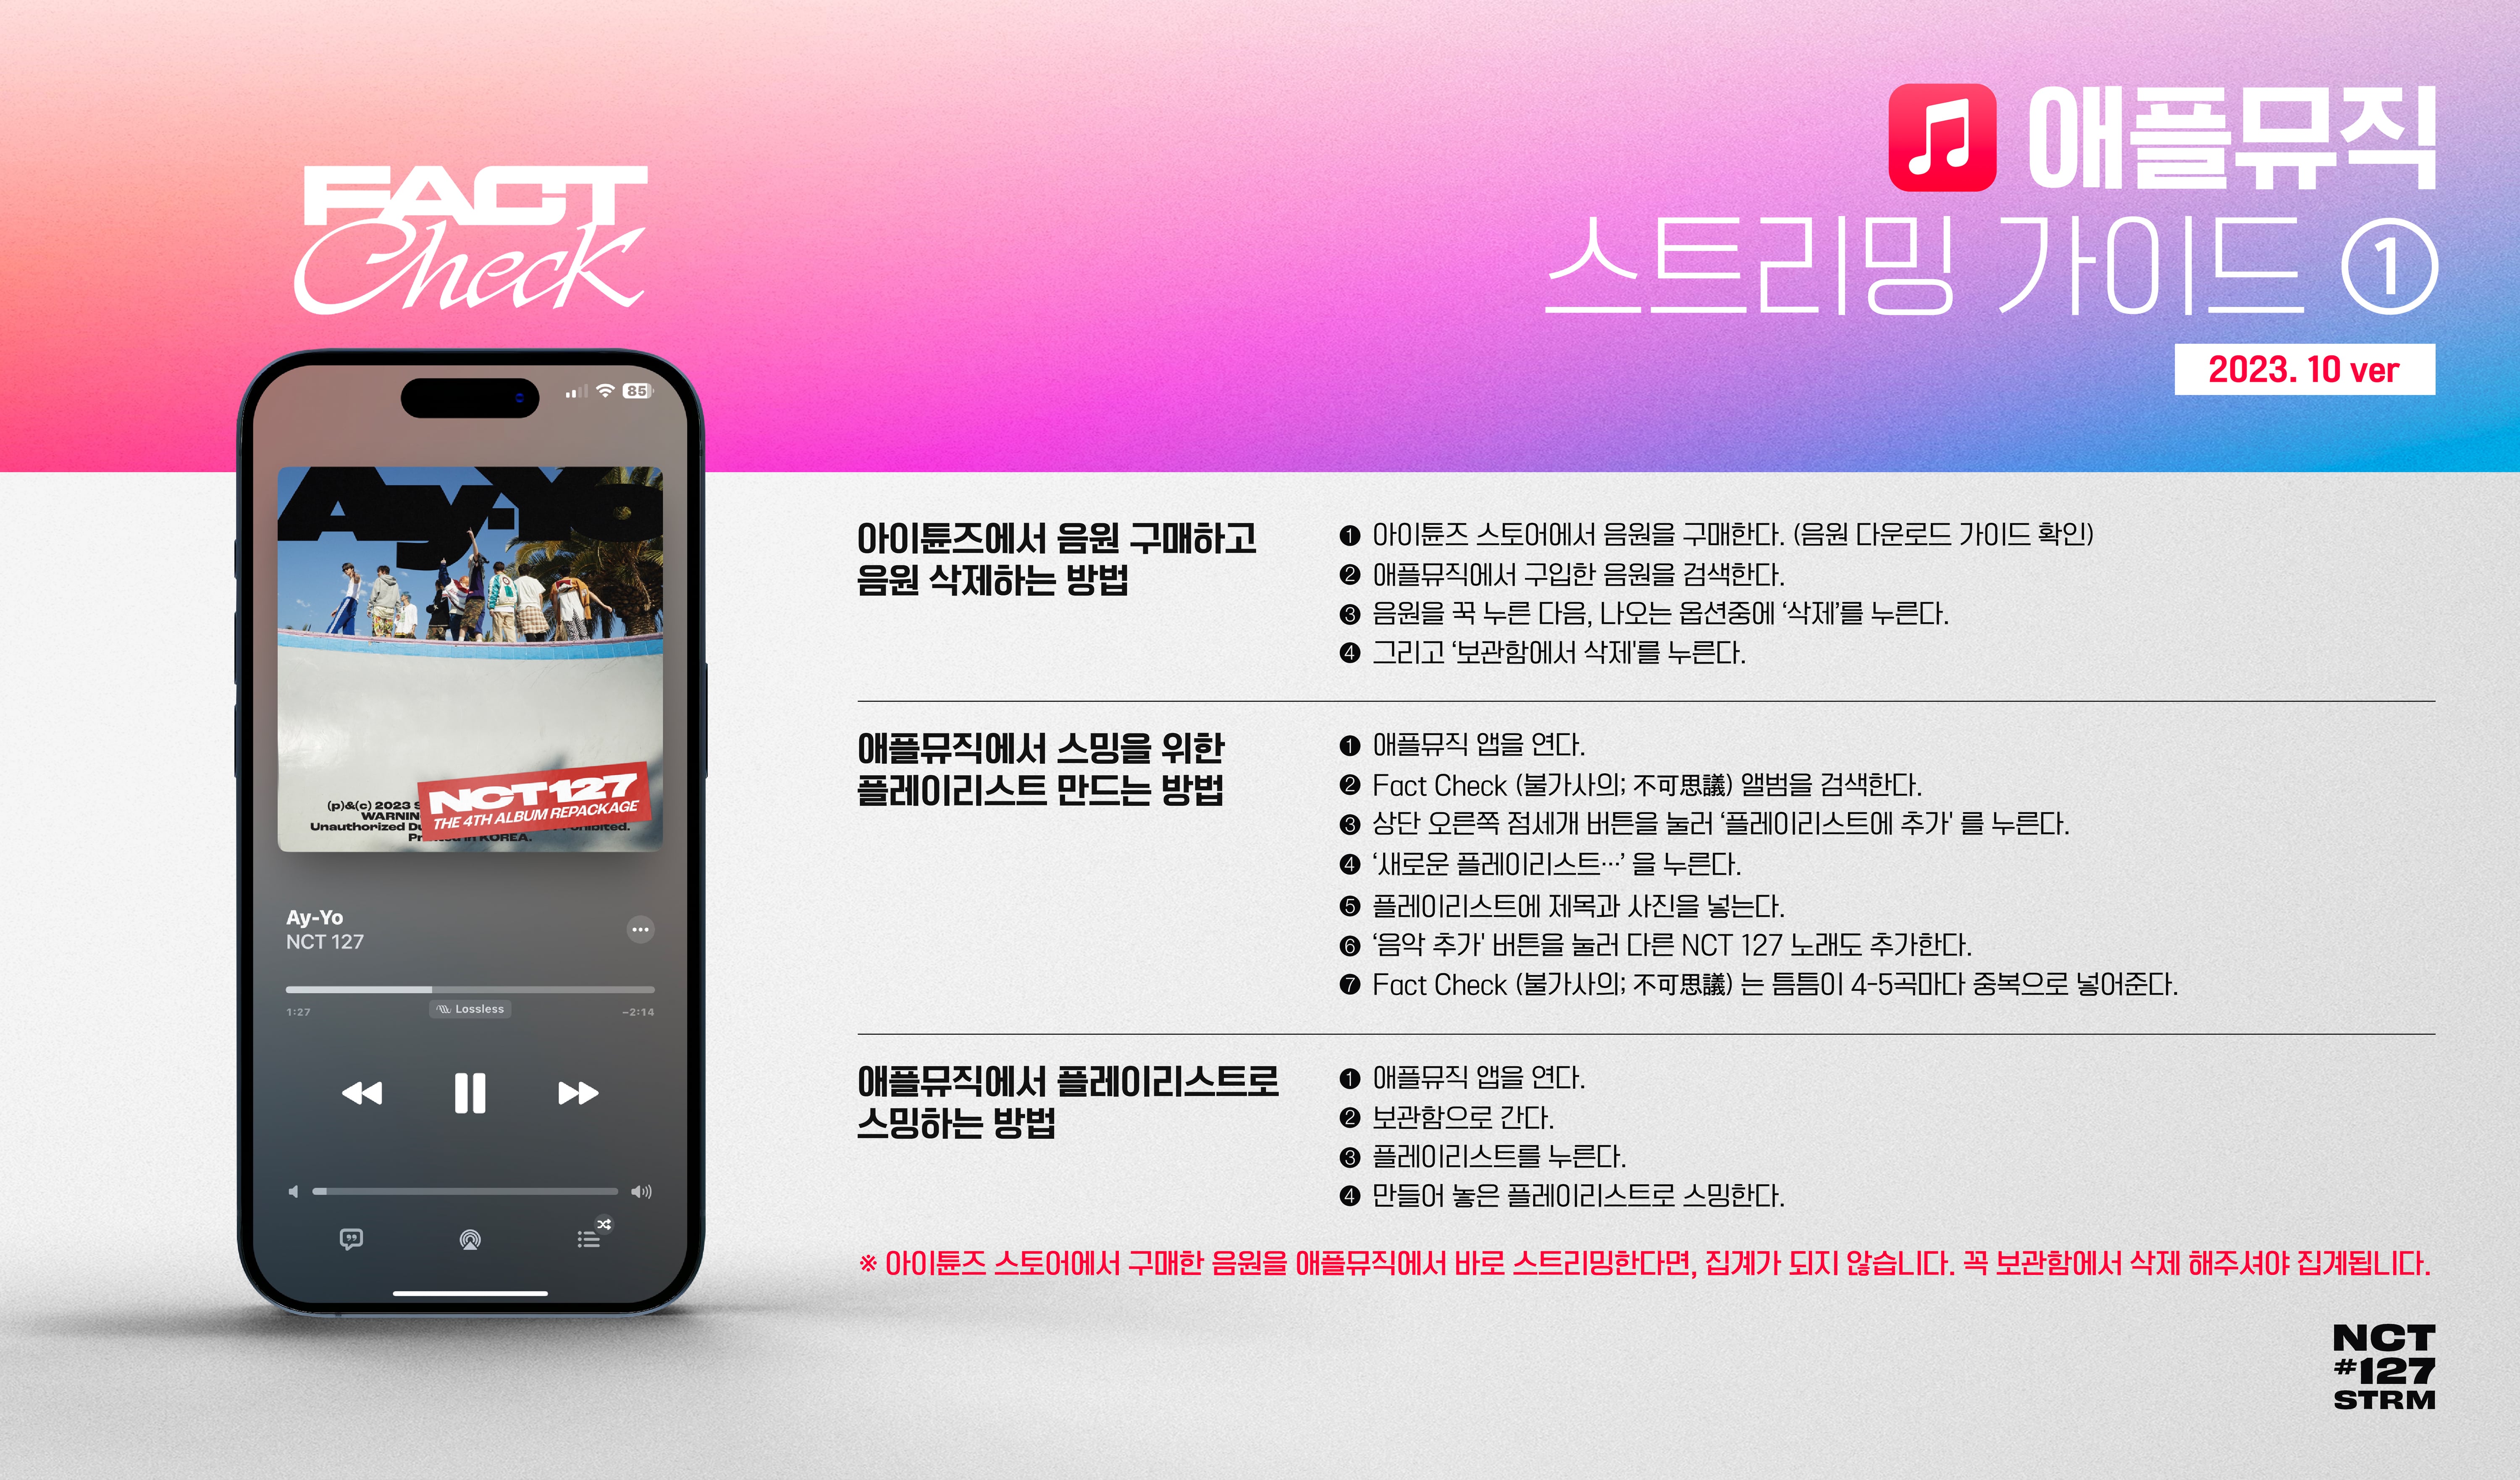 애플뮤직
스트리밍 가이드 ①
2023. 10 ver
FACT
Check
85
Ay-Yo
NCT 127
THE 4TH ALBUM REPACKAGE
(p)&(c) 2023
Unauthorized
KOREA.
Ay-Yo
NCT 127
1:27
Lossless
-2:14
아이튠즈에서 음원 구매하고
음원 삭제하는 방법
❶ 아이튠즈 스토어에서 음원을 구매한다. (음원 다운로드 가이드 확인)
❷ 애플뮤직에서 구입한 음원을 검색한다.
❸ 음원을 꾹 누른 다음, 나오는 옵션중에 ‘삭제’를 누른다.
❹ 그리고 ‘보관함에서 삭제'를 누른다.
애플뮤직에서 스밍을 위한
플레이리스트 만드는 방법
❶ 애플뮤직 앱을 연다.
❷ Fact Check (불가사의; 不可思議) 앨범을 검색한다.
❸ 상단 오른쪽 점세개 버튼을 눌러 ‘플레이리스트에 추가' 를 누른다.
❹ ‘새로운 플레이리스트…’ 을 누른다.
❺ 플레이리스트에 제목과 사진을 넣는다.
❻ ‘음악 추가' 버튼을 눌러 다른 NCT 127 노래도 추가한다.
❼ Fact Check (불가사의; 不可思議) 는 틈틈이 4-5곡마다 중복으로 넣어준다.
애플뮤직에서 플레이리스트로
스밍하는 방법
❶ 애플뮤직 앱을 연다.
❷ 보관함으로 간다.
❸ 플레이리스트를 누른다.
❹ 만들어 놓은 플레이리스트로 스밍한다.
※ 아이튠즈 스토어에서 구매한 음원을 애플뮤직에서 바로 스트리밍한다면, 집계가 되지 않습니다. 꼭 보관함에서 삭제 해주셔야 집계됩니다.
NCT
#127
STRM